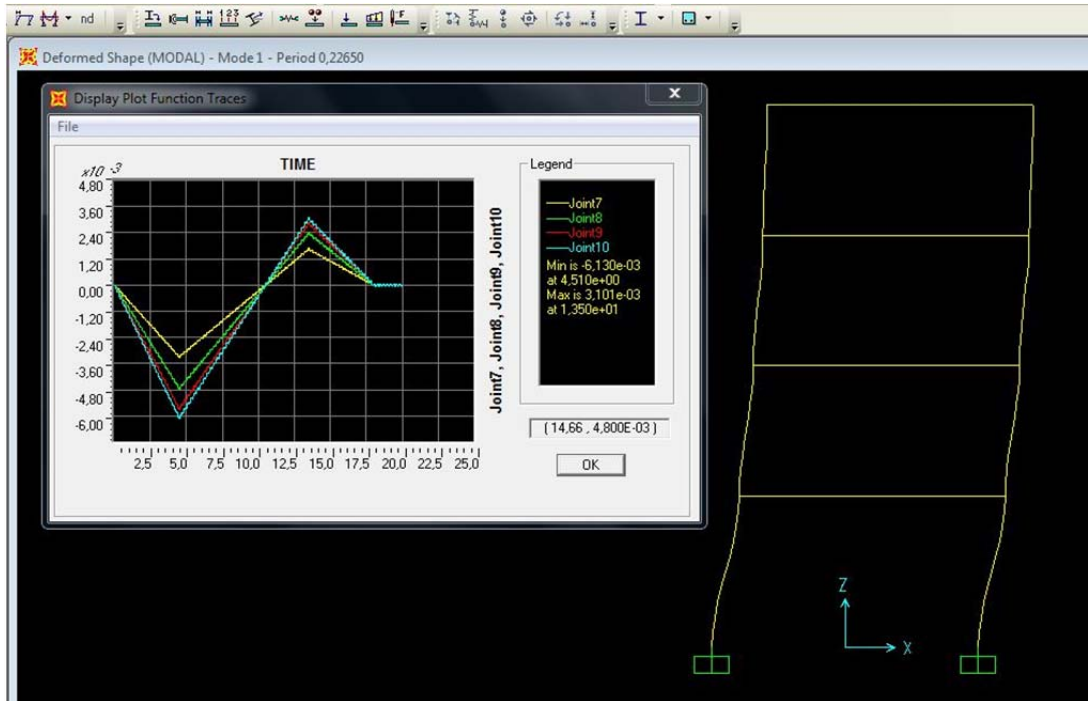 nd
Deformed Shape (MODAL) - Mode 1 - Period 0,22650
Display Plot Function Traces
File
TIME
x10 -3
4,80
3,60
2,40
1,20
0,00
-1,20
-2,40
-3,60
-4,80
-6,00
2,5 5,0 7,5 10,0 12,5 15,0 17,5 20,0 22,5 25,0
Joint7, Joint8, Joint9, Joint10
Legend
Joint7
Joint8
Joint9
Joint10
Min is -6,130e-03
at 4,510e+00
Max is 3,101e-03
at 1,350e+01
( 14,66 , 4,800E-03 )
OK
Z
X